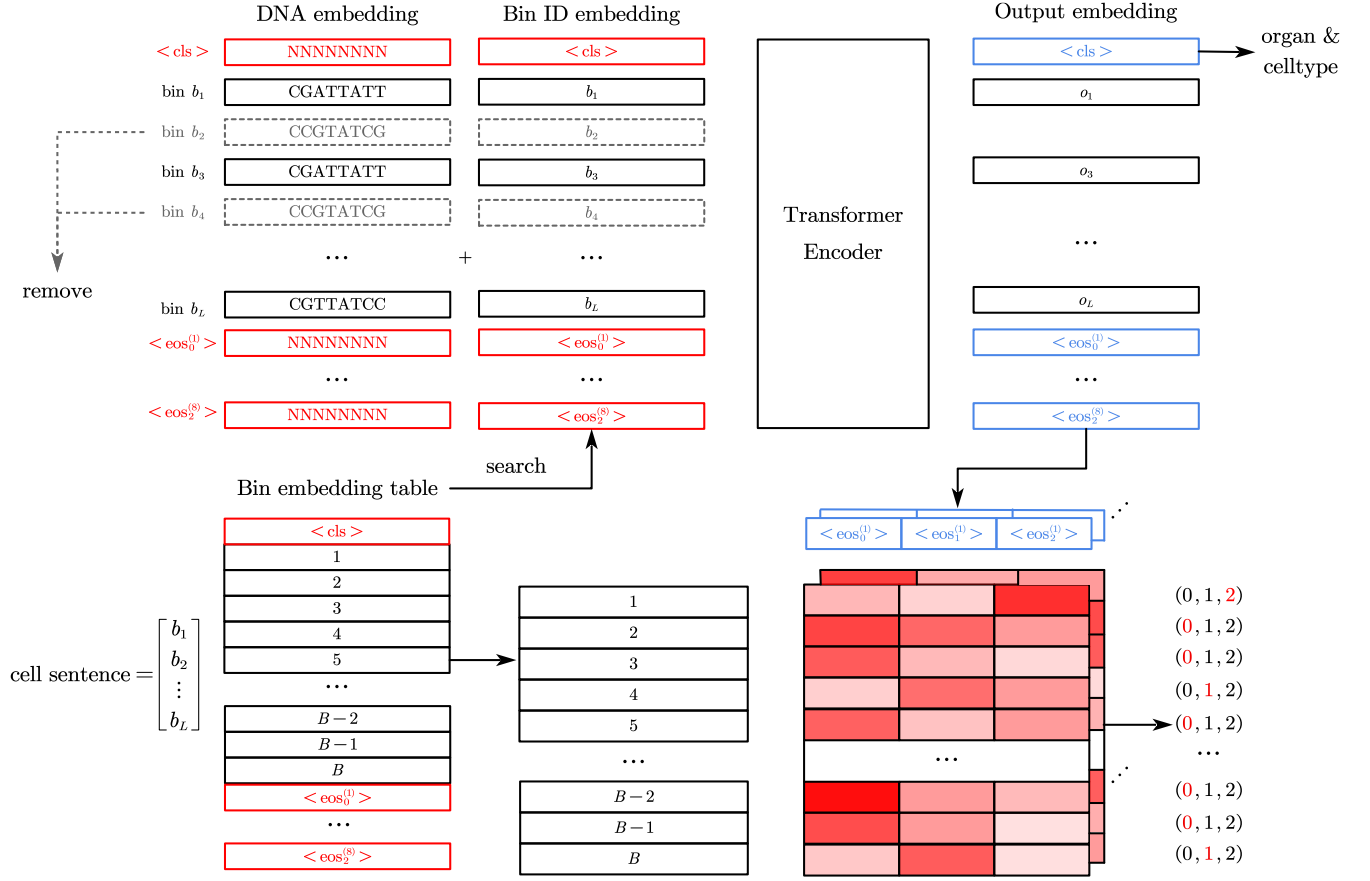 DNA embedding
Bin ID embedding
Output embedding
<cls> NNNNNNNN <cls> <cls>
organ &
celltype
bin b₁ CGATTATT b₁ o₁
bin b₂ CCGTATCG b₂
bin b₃ CGATTATT b₃ o₃
bin b₄ CCGTATCG b₄
Transformer
Encoder
... + ... ...
remove
bin b_L CGTTATCC b_L o_L
<eos₀⁽¹⁾> NNNNNNNN <eos₀⁽¹⁾> <eos₀⁽¹⁾>
... ... ...
<eos₂⁽⁸⁾> NNNNNNNN <eos₂⁽⁸⁾> <eos₂⁽⁸⁾>
search
Bin embedding table
<cls>
1
2
3
4
5
...
B−2
B−1
B
<eos₀⁽¹⁾>
...
<eos₂⁽⁸⁾>
cell sentence = [b₁
b₂
⋮
b_L]
1
2
3
4
5
...
B−2
B−1
B
<eos₀⁽¹⁾> <eos₁⁽¹⁾> <eos₂⁽¹⁾>
...
...
...
(0, 1, 2)
(0, 1, 2)
(0, 1, 2)
(0, 1, 2)
(0, 1, 2)
...
(0, 1, 2)
(0, 1, 2)
(0, 1, 2)